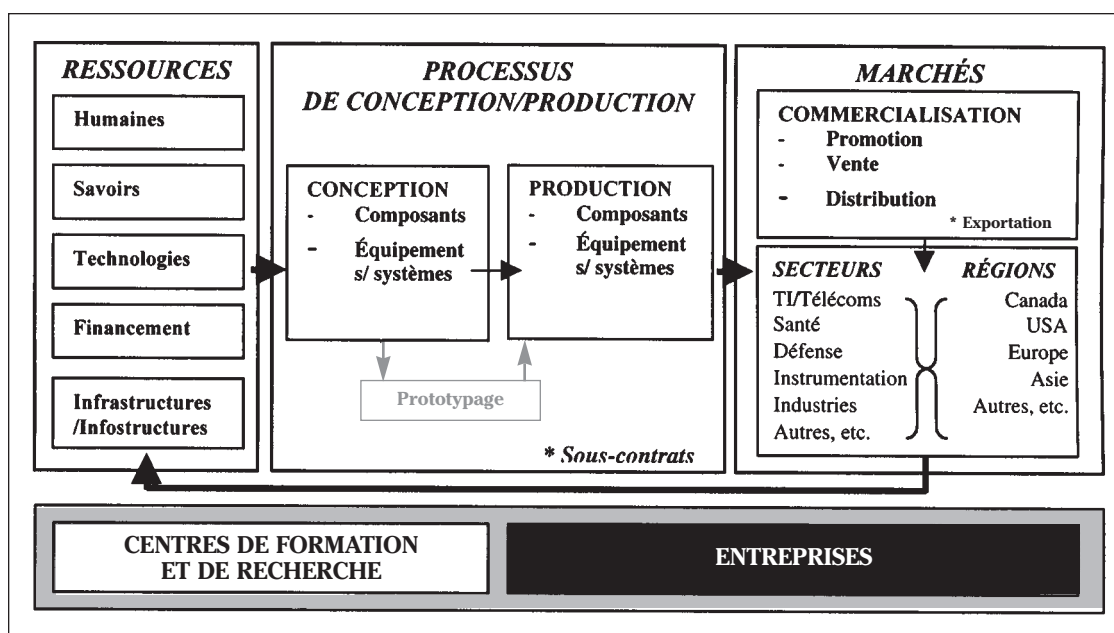 RESSOURCES
Humaines
Savoirs
Technologies
Financement
Infrastructures
/Infostructures
PROCESSUS
DE CONCEPTION/PRODUCTION
CONCEPTION
- Composants
- Équipement
s/ systèmes
PRODUCTION
- Composants
- Équipement
s/ systèmes
Prototypage
* Sous-contrats
MARCHÉS
COMMERCIALISATION
- Promotion
- Vente
- Distribution
* Exportation
SECTEURS
TI/Télécoms
Santé
Défense
Instrumentation
Industries
Autres, etc.
RÉGIONS
Canada
USA
Europe
Asie
Autres, etc.
CENTRES DE FORMATION
ET DE RECHERCHE
ENTREPRISES